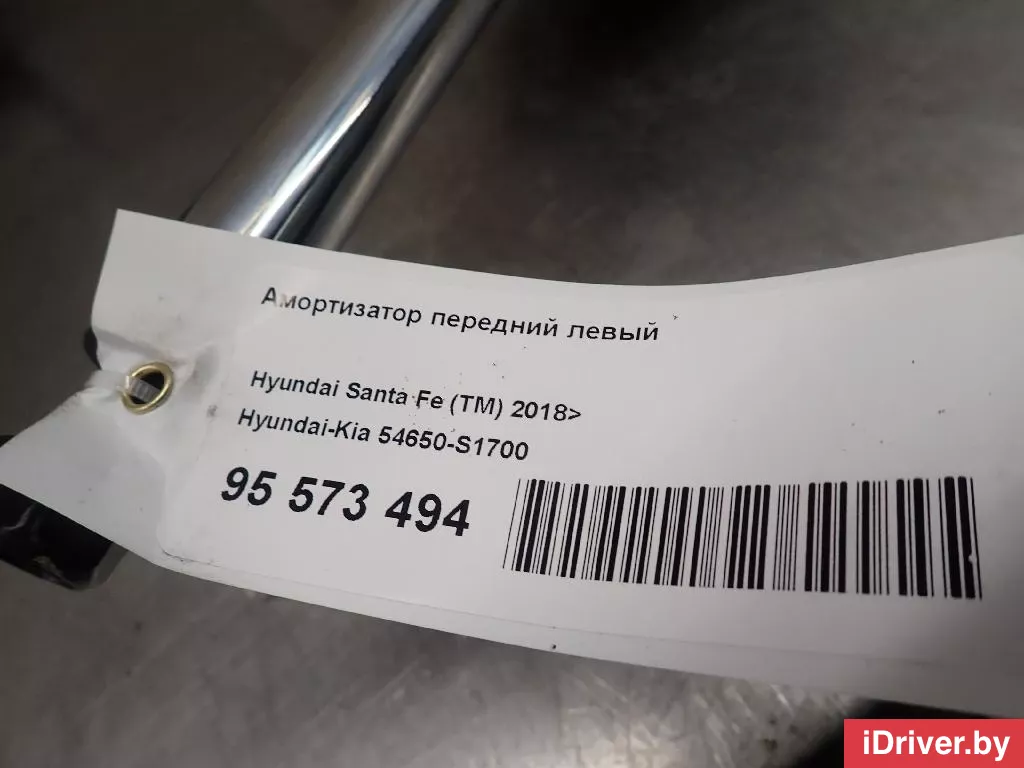 Амортизатор передний левый
Hyundai Santa Fe (TM) 2018>
Hyundai-Kia 54650-S1700
95 573 494
iDriver.by